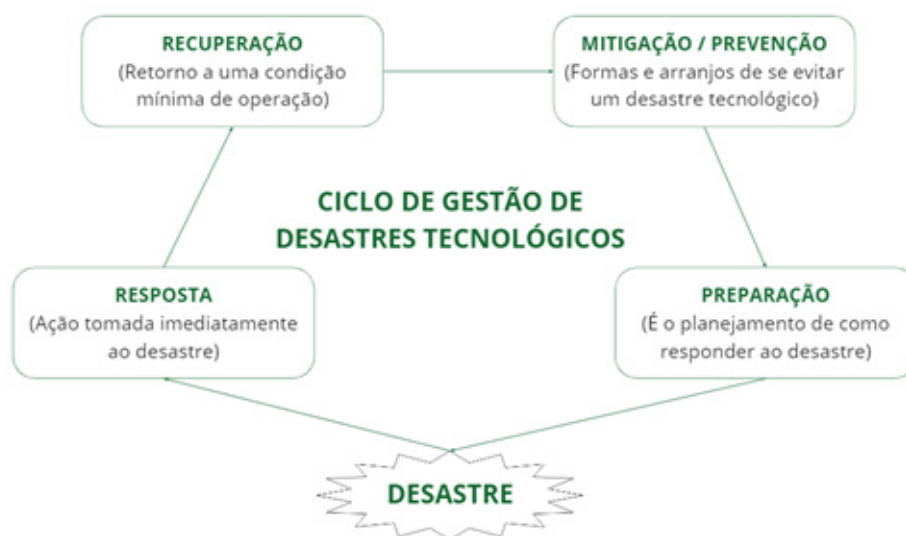 RECUPERAÇÃO
(Retorno a uma condição
mínima de operação)
MITIGAÇÃO / PREVENÇÃO
(Formas e arranjos de se evitar
um desastre tecnológico)
CICLO DE GESTÃO DE
DESASTRES TECNOLÓGICOS
RESPOSTA
(Ação tomada imediatamente
ao desastre)
PREPARAÇÃO
(É o planejamento de como
responder ao desastre)
DESASTRE